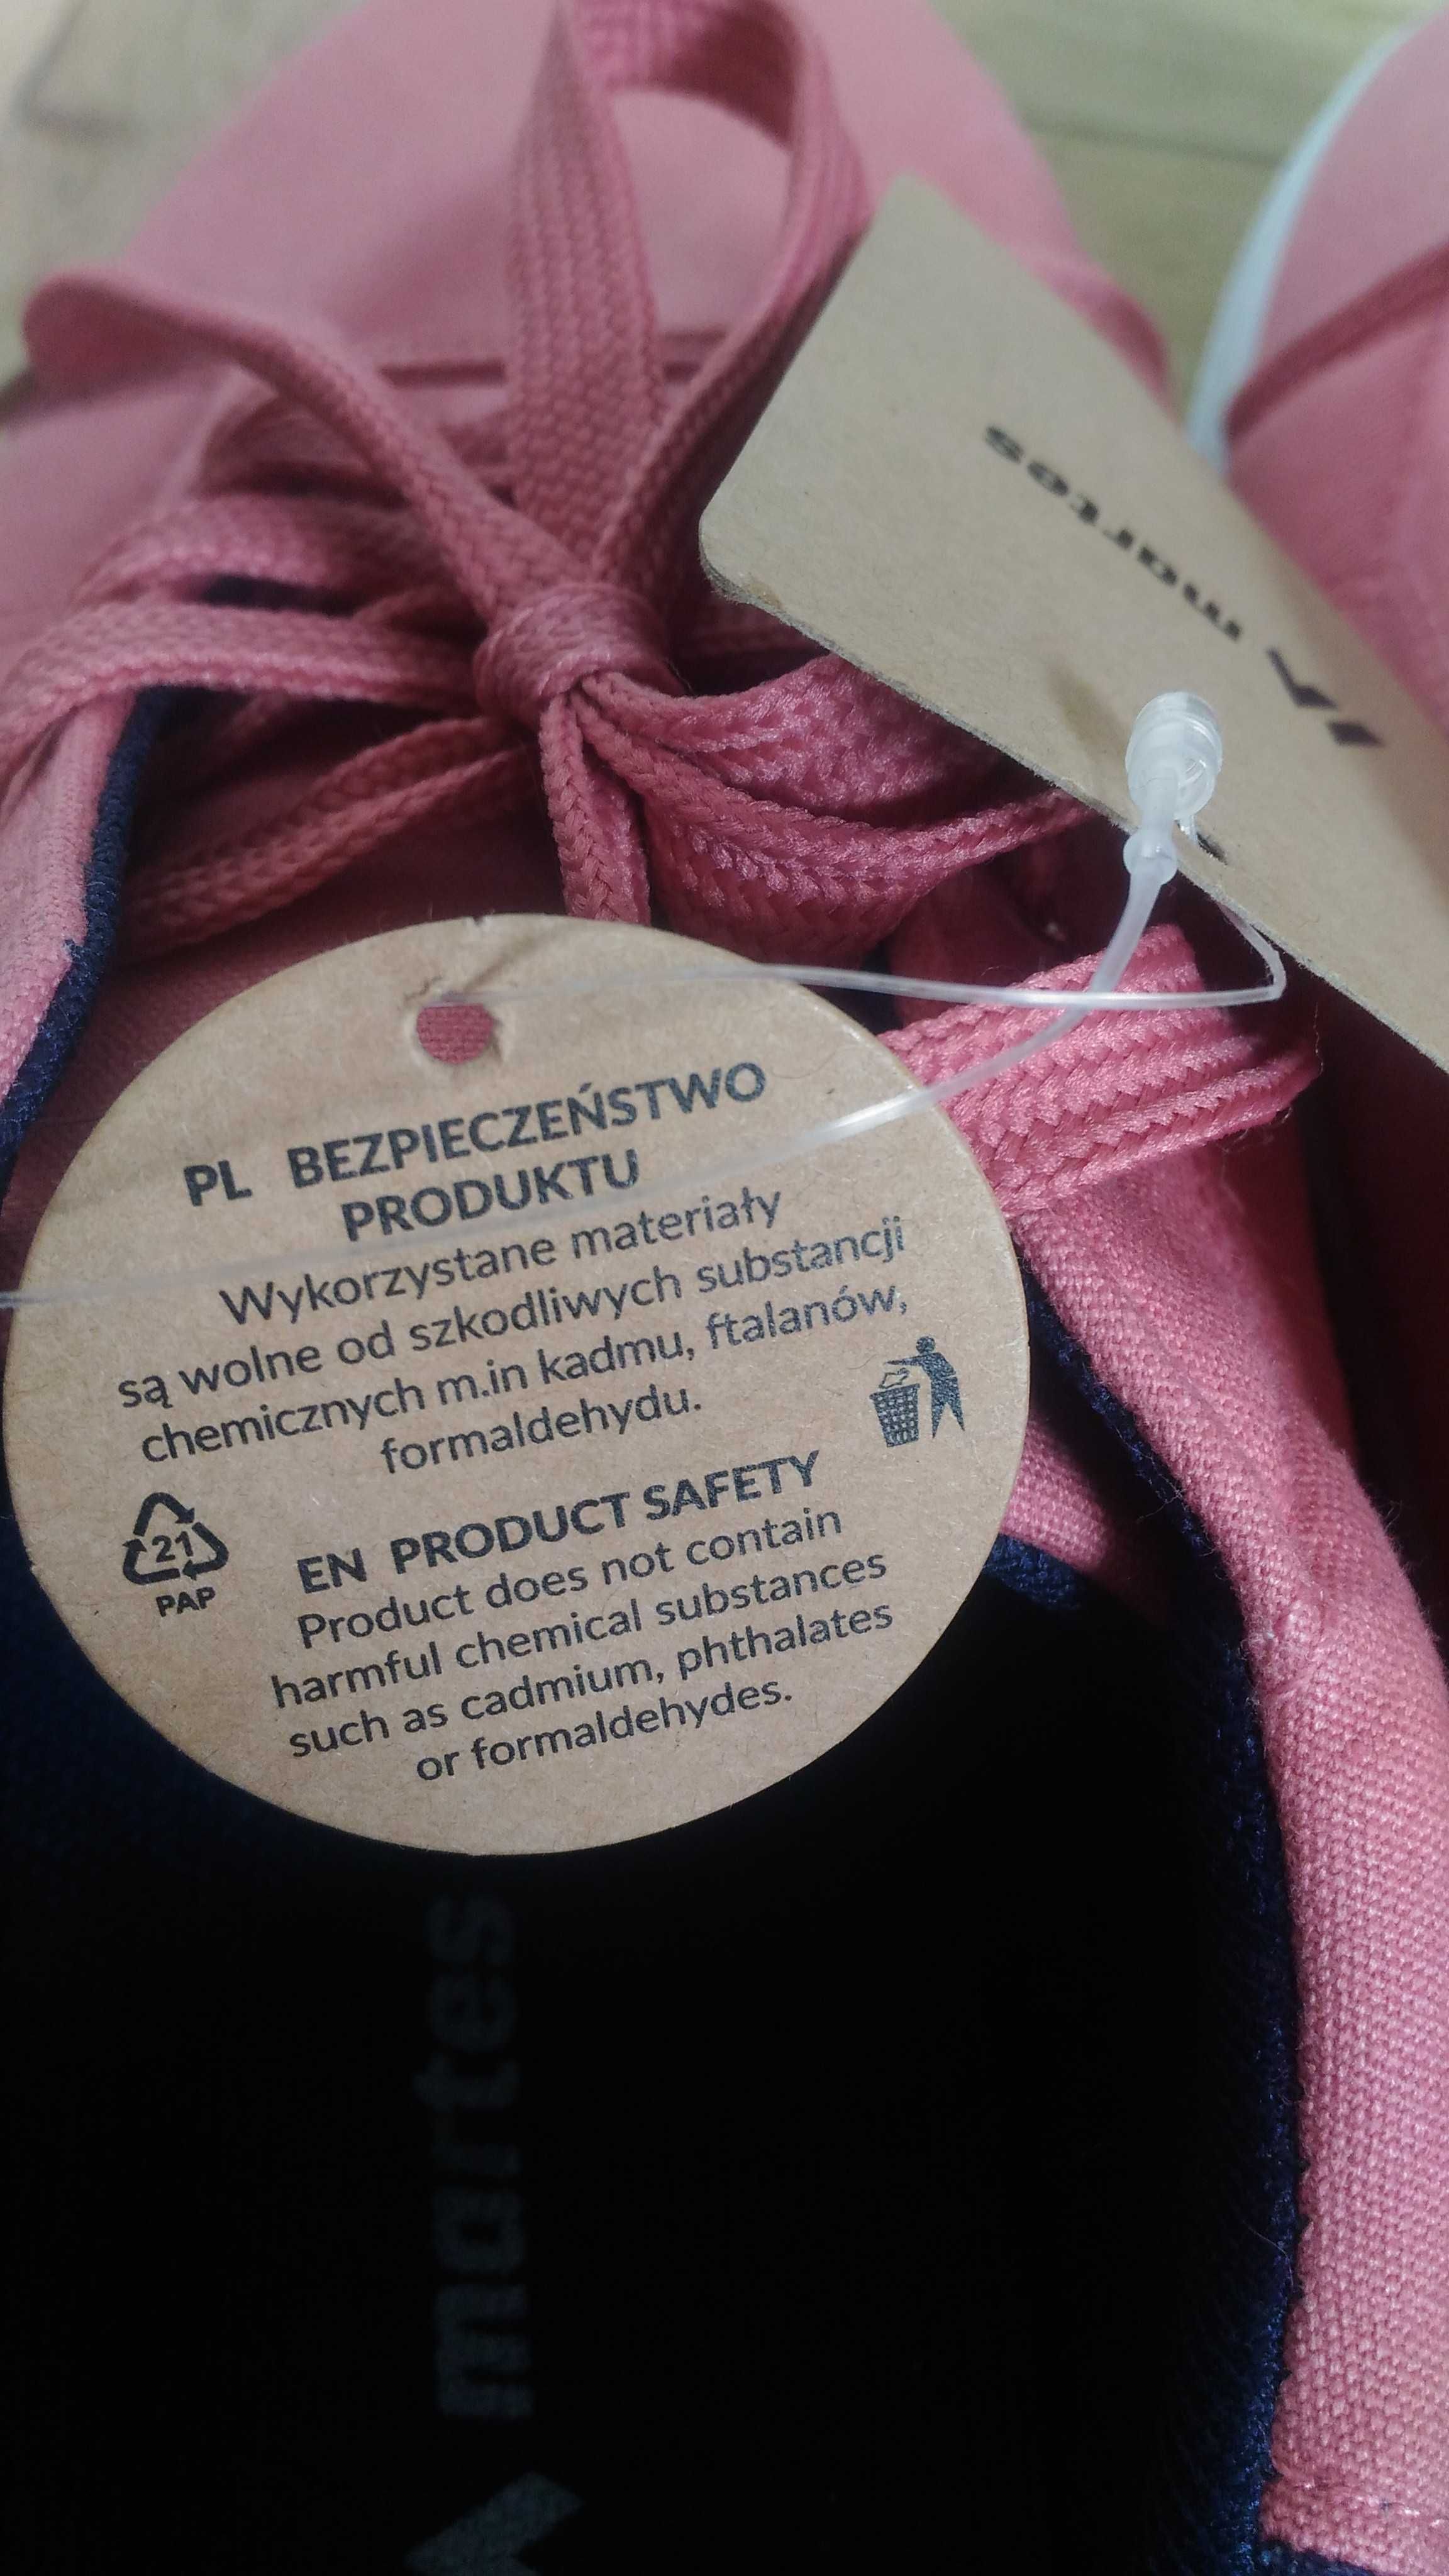 martes
PL BEZPIECZEŃSTWO
PRODUKTU
Wykorzystane materiały
są wolne od szkodliwych substancji
chemicznych m.in kadmu, ftalanów,
formaldehydu.
21
PAP
EN PRODUCT SAFETY
Product does not contain
harmful chemical substances
such as cadmium, phthalates
or formaldehydes.
martes